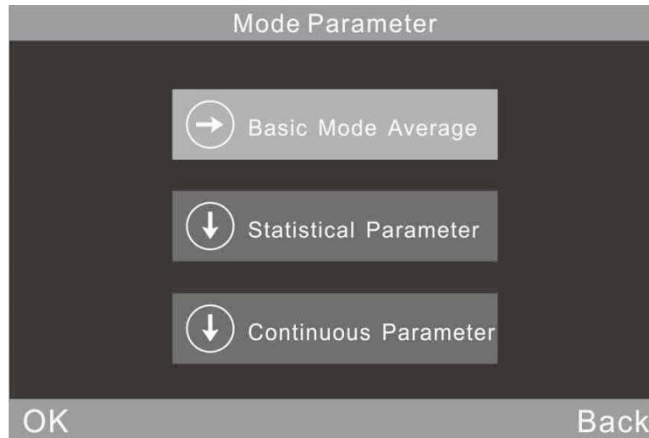 Mode Parameter
Basic Mode Average
Statistical Parameter
Continuous Parameter
OK Back